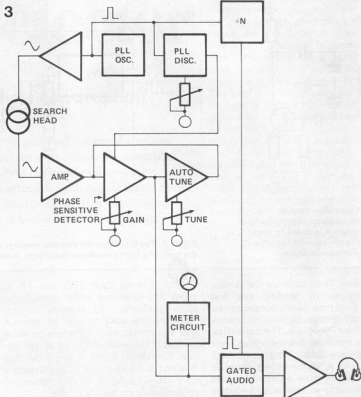 3
÷N
PLL
OSC.
PLL
DISC.
SEARCH
HEAD
AMP.
AUTO
TUNE
PHASE
SENSITIVE
DETECTOR
GAIN
TUNE
METER
CIRCUIT
GATED
AUDIO